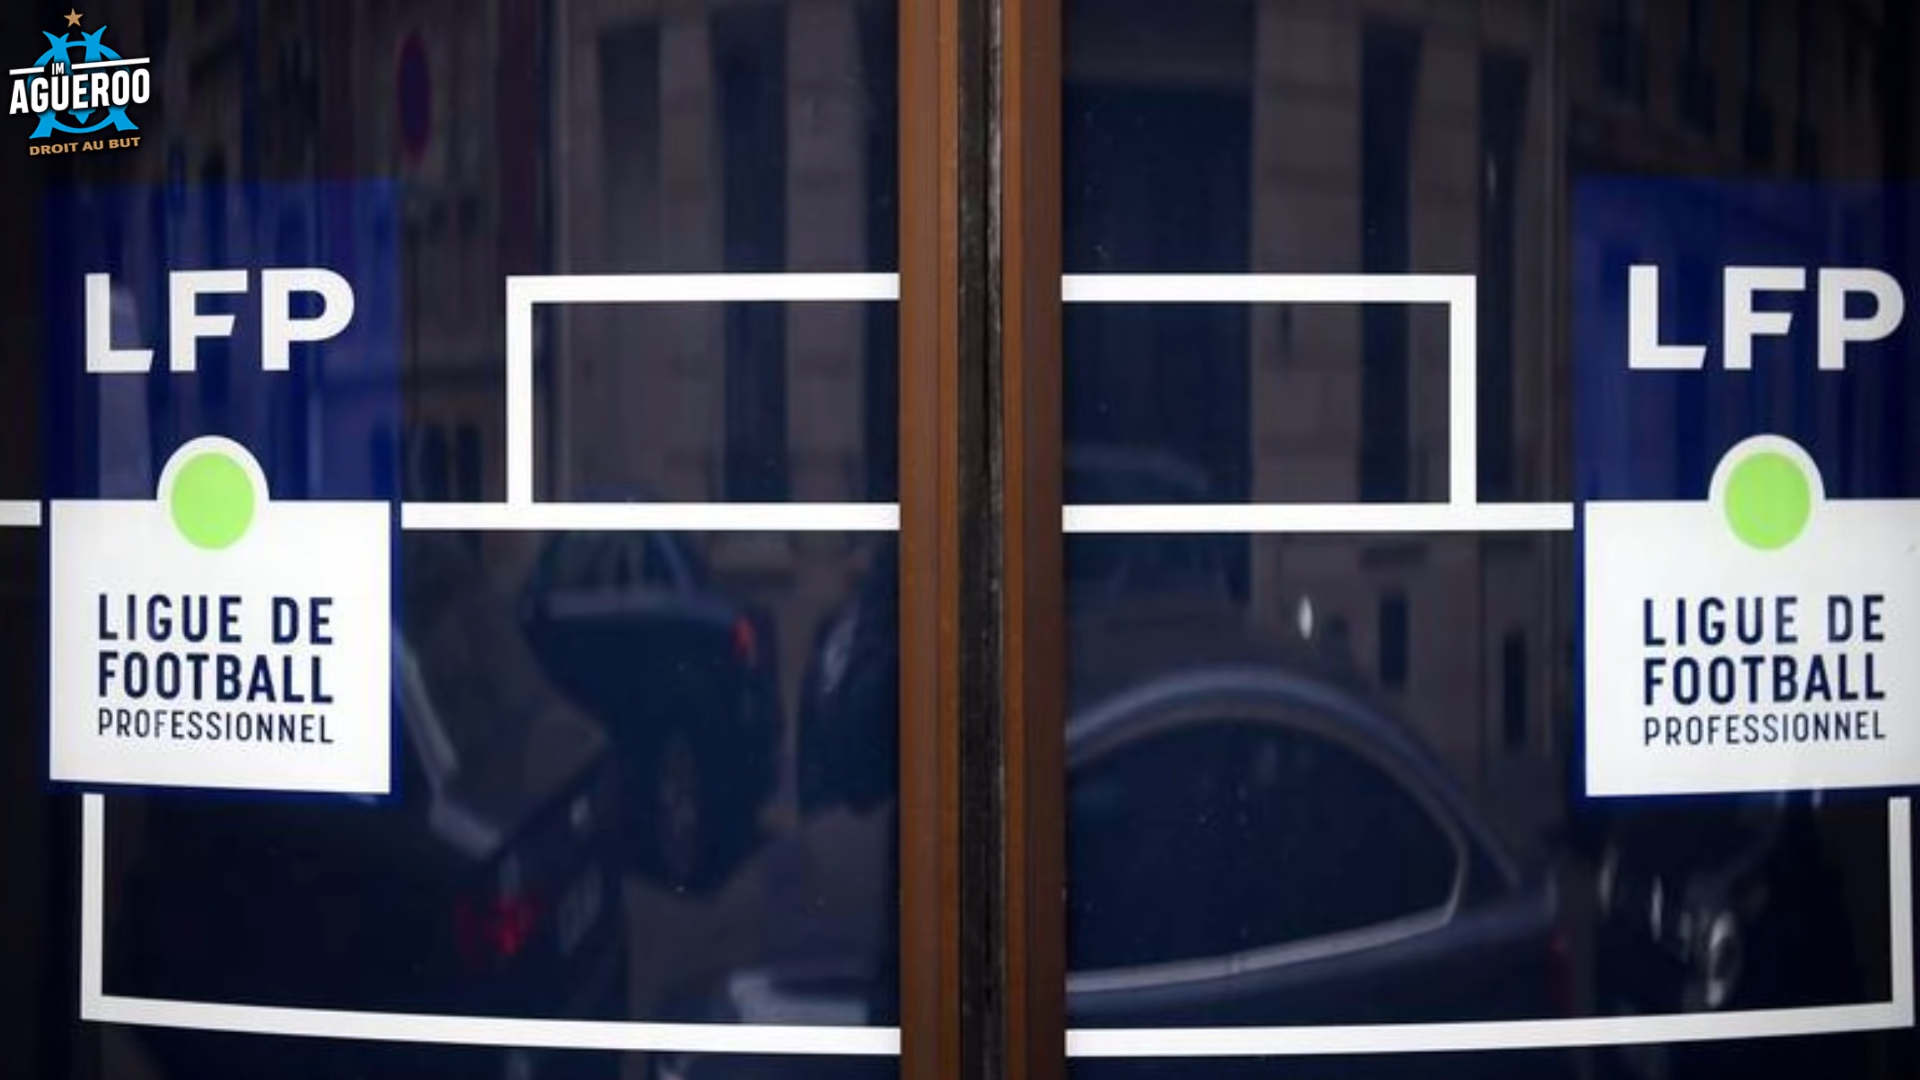 IM
AGUEROO
DROIT AU BUT
LFP
LIGUE DE
FOOTBALL
PROFESSIONNEL
LFP
LIGUE DE
FOOTBALL
PROFESSIONNEL